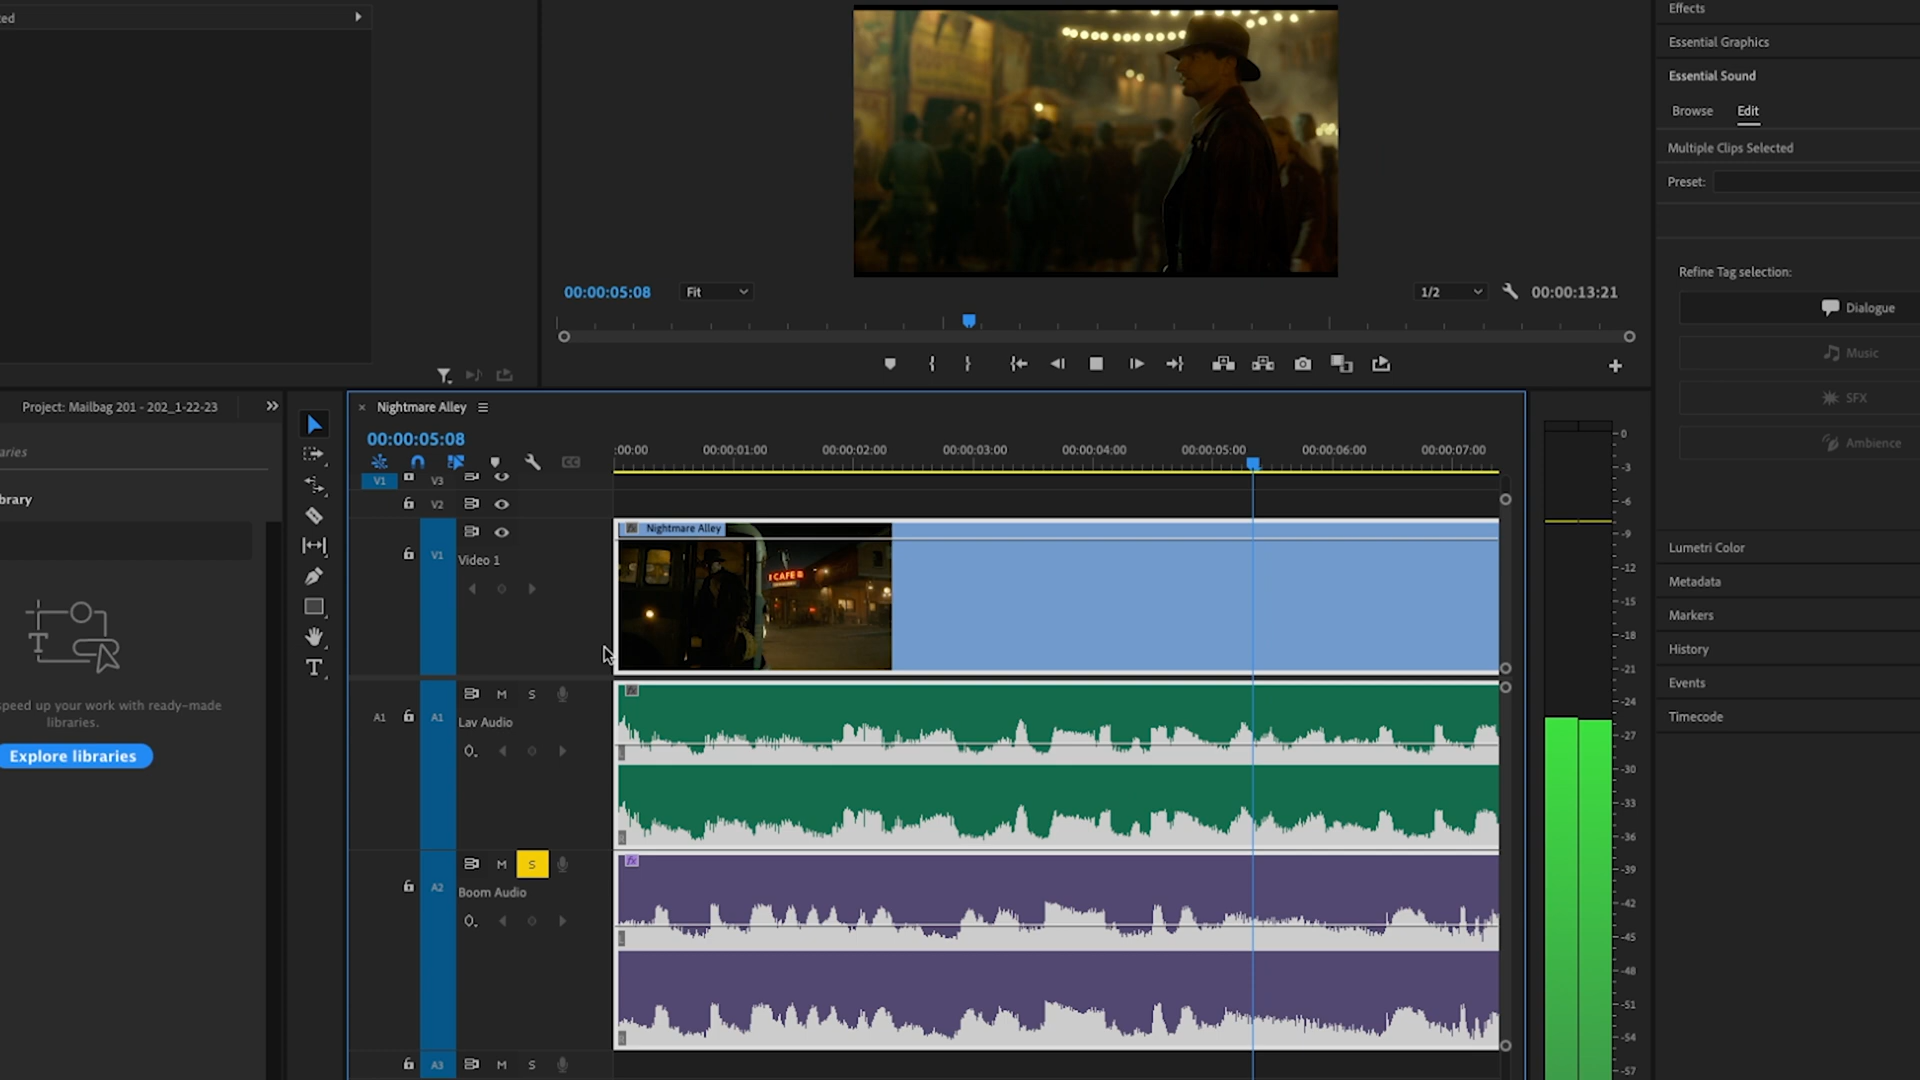 ted
00:00:05:08
Fit
1/2
00:00:13:21
Effects
Essential Graphics
Essential Sound
Browse
Edit
Multiple Clips Selected
Preset:
Refine Tag selection:
Dialogue
Music
SFX
Ambience
Lumetri Color
Metadata
Markers
History
Events
Timecode
Project: Mailbag 201 - 202_1-22-23
aries
brary
speed up your work with ready-made
libraries.
Explore libraries
Nightmare Alley
00:00:05:08
:00:00
00:00:01:00
00:00:02:00
00:00:03:00
00:00:04:00
00:00:05:00
00:00:06:00
00:00:07:00
V1
V3
V2
V1
Video 1
fx Nightmare Alley
CAFE
A1
A1
M
S
Lav Audio
fx
A2
M
S
Boom Audio
fx
A3
M
S
0
-3
-6
-9
-12
-15
-18
-21
-24
-27
-30
-33
-36
-39
-42
-45
-48
-51
-54
-57